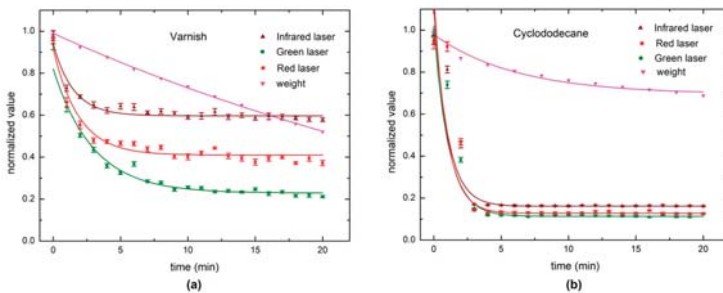 Varnish
Infrared laser
Green laser
Red laser
weight
normalized value
1.0
0.8
0.6
0.4
0.2
0.0
0
5
10
15
20
time (min)
(a)
Cyclododecane
Infrared laser
Red laser
Green laser
weight
normalized value
1.0
0.8
0.6
0.4
0.2
0.0
0
5
10
15
20
time (min)
(b)